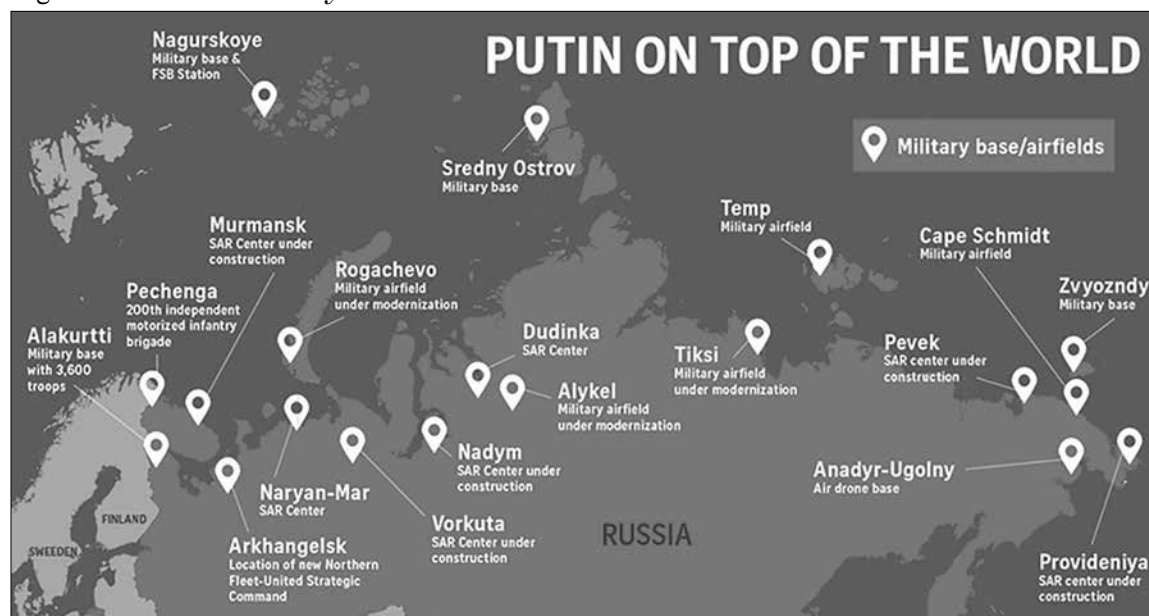 PUTIN ON TOP OF THE WORLD
Military base/airfields
Nagurskoye
Military base &
FSB Station
Sredny Ostrov
Military base
Temp
Military airfield
Cape Schmidt
Military airfield
Zvyozndy
Military base
Murmansk
SAR Center under
construction
Rogachevo
Military airfield
under modernization
Pechenga
200th independent
motorized infantry
brigade
Alakurtti
Military base
with 3,600
troops
Dudinka
SAR Center
Alykel
Military airfield
under modernization
Tiksi
Military airfield
under modernization
Pevek
SAR center under
construction
Nadym
SAR Center under
construction
Naryan-Mar
SAR Center
Vorkuta
SAR Center under
construction
Arkhangelsk
Location of new Northern
Fleet-United Strategic
Command
Anadyr-Ugolny
Air drone base
Provideniya
SAR center under
construction
FINLAND
SWEEDEN
RUSSIA